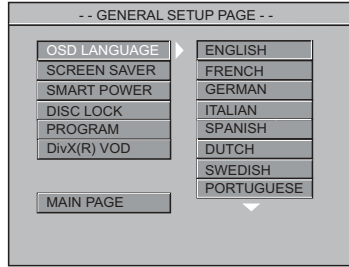 - - GENERAL SETUP PAGE - -
OSD LANGUAGE
SCREEN SAVER
SMART POWER
DISC LOCK
PROGRAM
DivX(R) VOD
MAIN PAGE
ENGLISH
FRENCH
GERMAN
ITALIAN
SPANISH
DUTCH
SWEDISH
PORTUGUESE